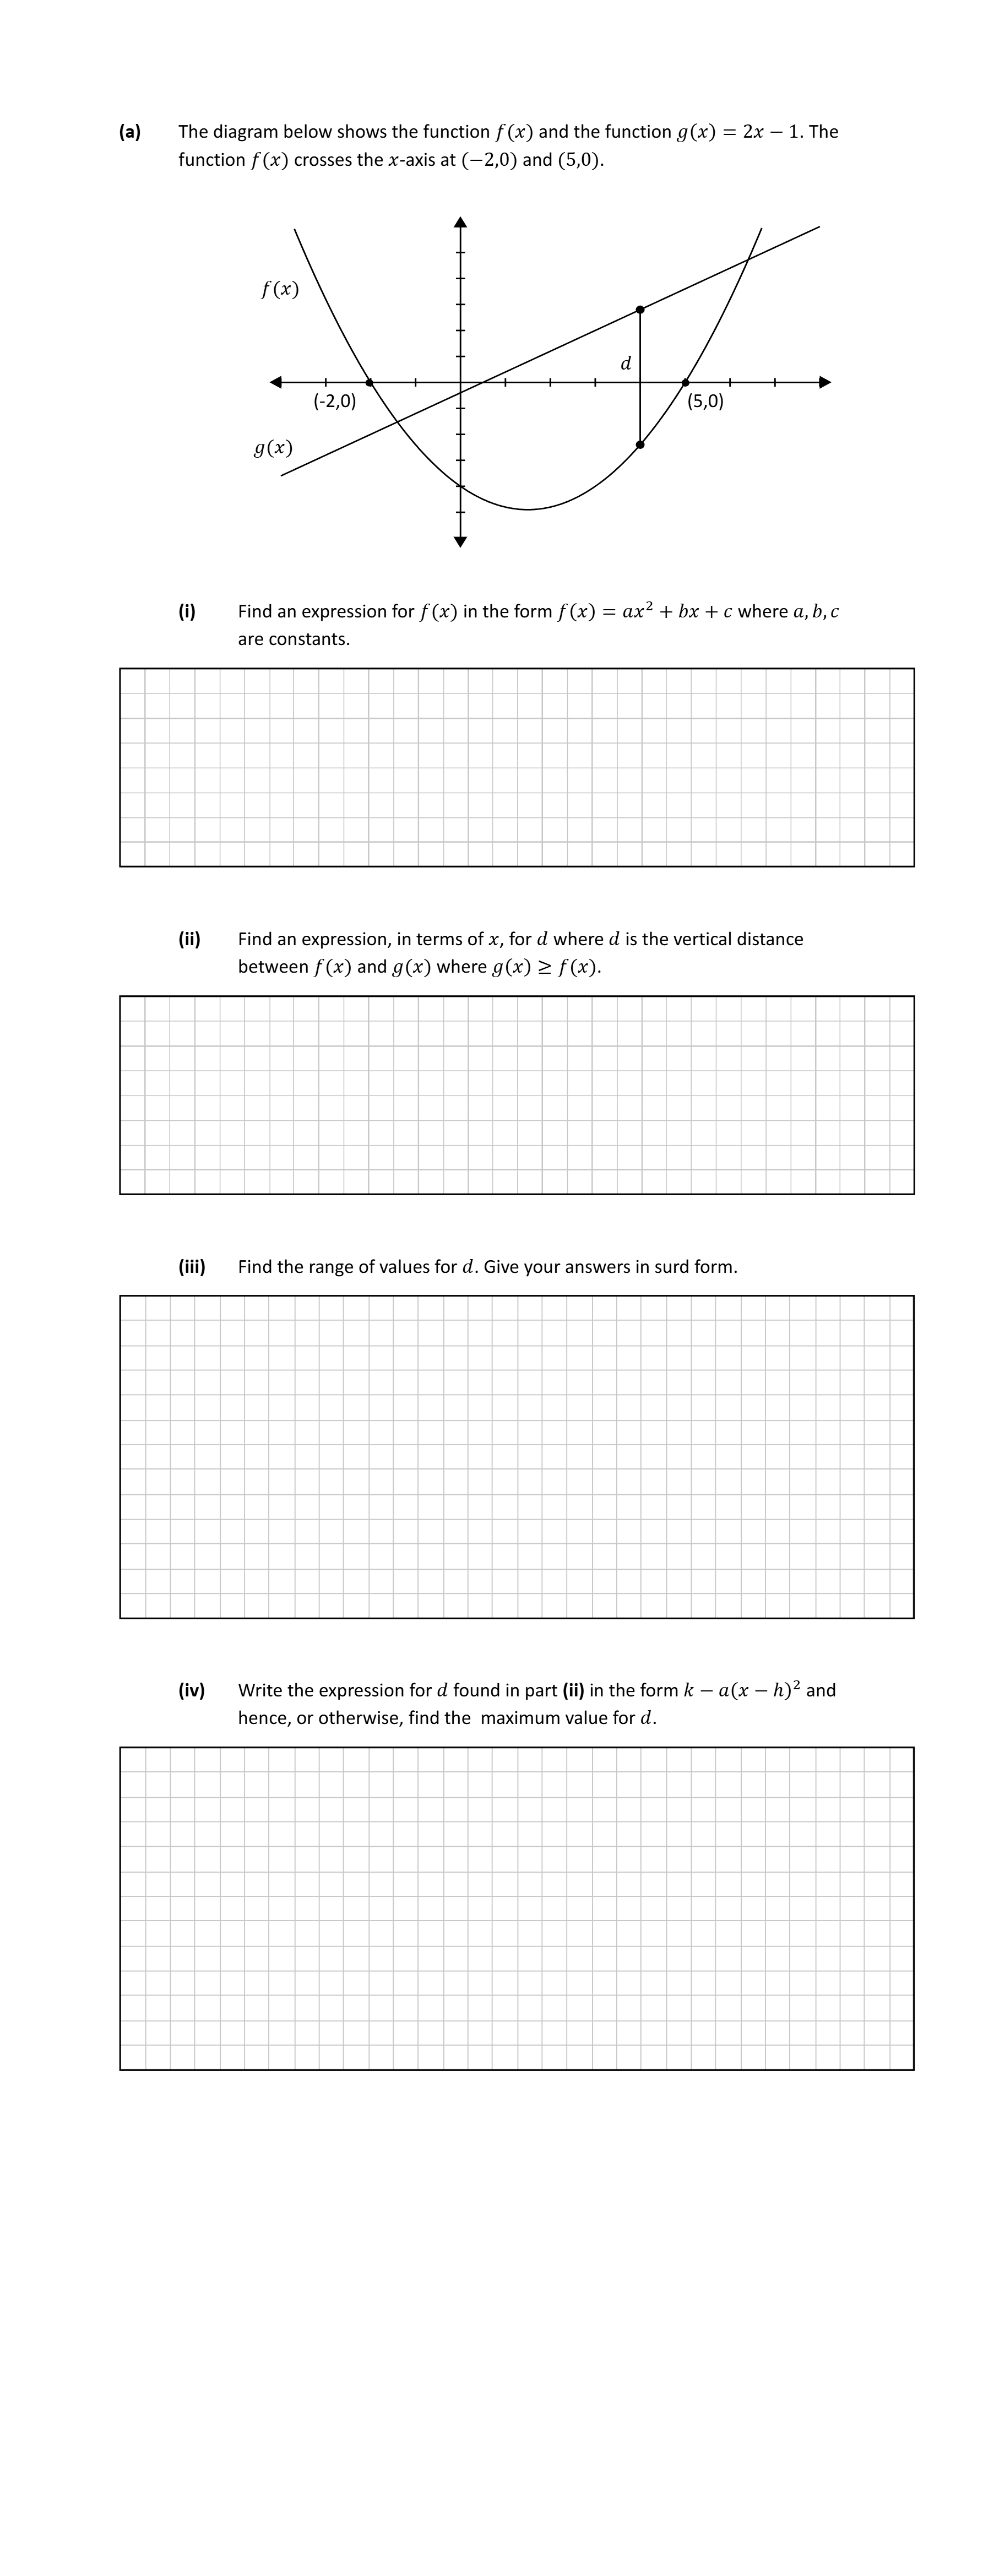 (a) The diagram below shows the function f(x) and the function g(x) = 2x − 1. The
function f(x) crosses the x-axis at (−2,0) and (5,0).
f(x)
d
(-2,0) (5,0)
g(x)
(i) Find an expression for f(x) in the form f(x) = ax² + bx + c where a, b, c
are constants.
(ii) Find an expression, in terms of x, for d where d is the vertical distance
between f(x) and g(x) where g(x) ≥ f(x).
(iii) Find the range of values for d. Give your answers in surd form.
(iv) Write the expression for d found in part (ii) in the form k − a(x − h)² and
hence, or otherwise, find the  maximum value for d.